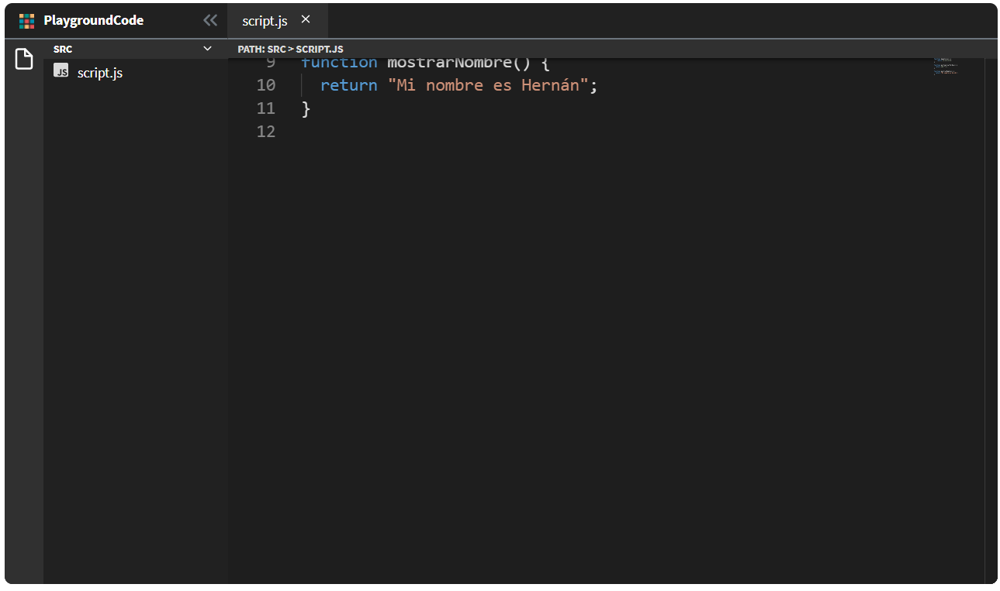 PlaygroundCode
script.js
SRC
PATH: SRC > SCRIPT.JS
JS script.js
9 function mostrarNombre() {
10 return "Mi nombre es Hernán";
11 }
12